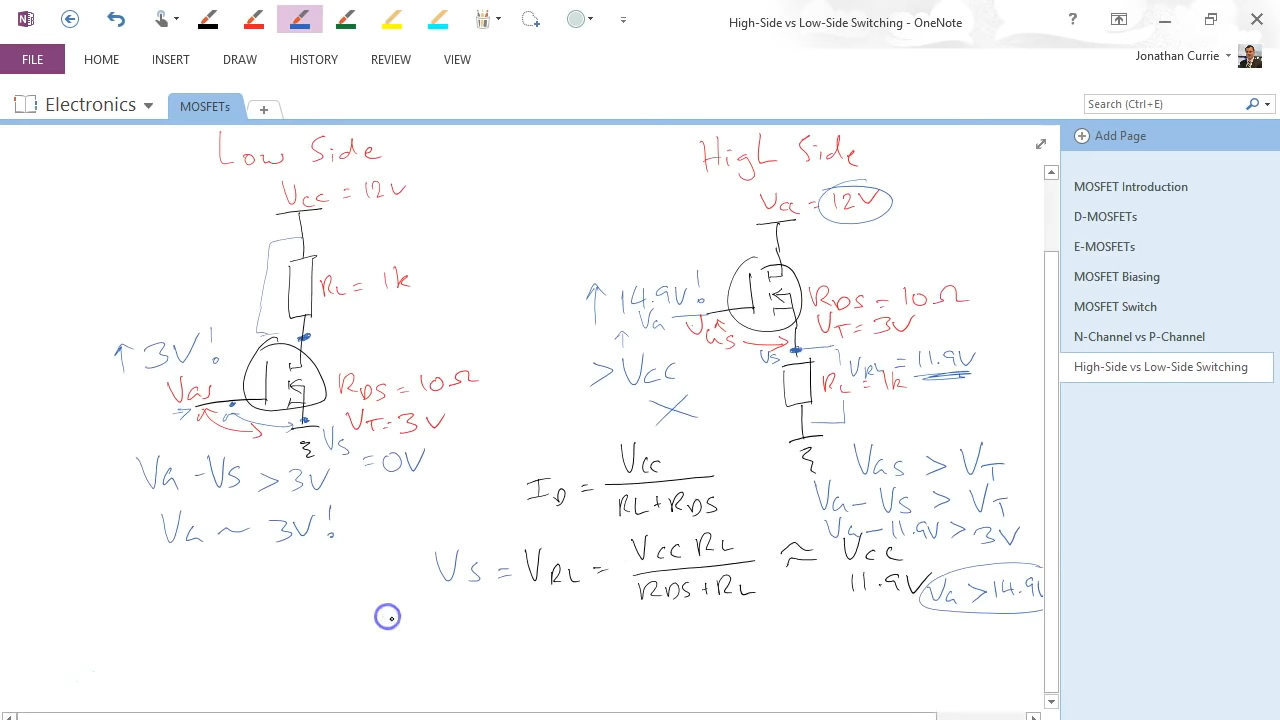 High-Side vs Low-Side Switching - OneNote
?
FILE HOME INSERT DRAW HISTORY REVIEW VIEW
Jonathan Currie
Electronics
MOSFETs
+
Search (Ctrl+E)
Add Page
MOSFET Introduction
D-MOSFETs
E-MOSFETs
MOSFET Biasing
MOSFET Switch
N-Channel vs P-Channel
High-Side vs Low-Side Switching
Low Side
VCC = 12V
RL = 1k
↑ 3V!
VGS
RDS = 10Ω
VT = 3V
VS = 0V
VG - VS > 3V
VG ~ 3V!
High Side
VCC = 12V
↑ 14.9V!
VG
VGS
RDS = 10Ω
VT = 3V
↑
> VCC
X
VS
VRL = 11.9V
RL = 1k
ID = VCC / RL + RDS
VGS > VT
VG - VS > VT
VG - 11.9V > 3V
VS = VRL = VCC RL / RDS + RL ≈ VCC
11.9V
VG > 14.9V